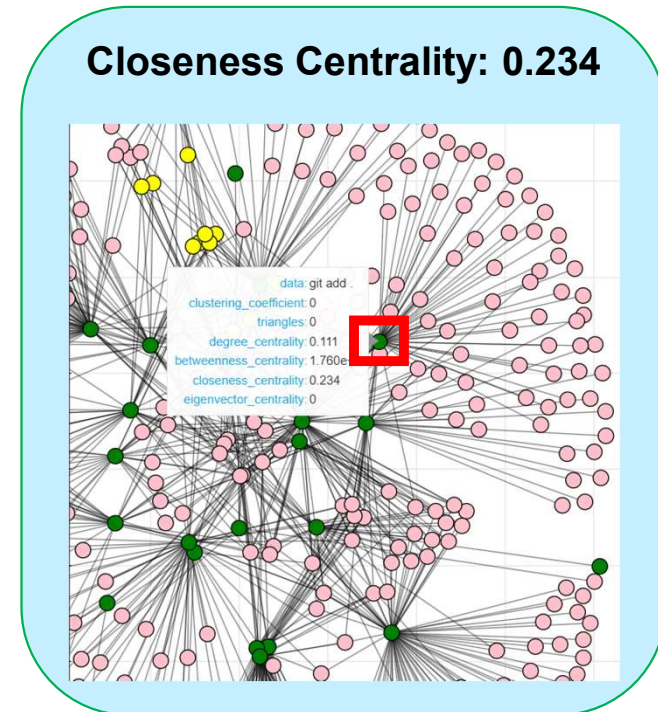 Closeness Centrality: 0.234
data: git add .
clustering_coefficient: 0
triangles: 0
degree_centrality: 0.111
betweenness_centrality: 1.760e-
closeness_centrality: 0.234
eigenvector_centrality: 0